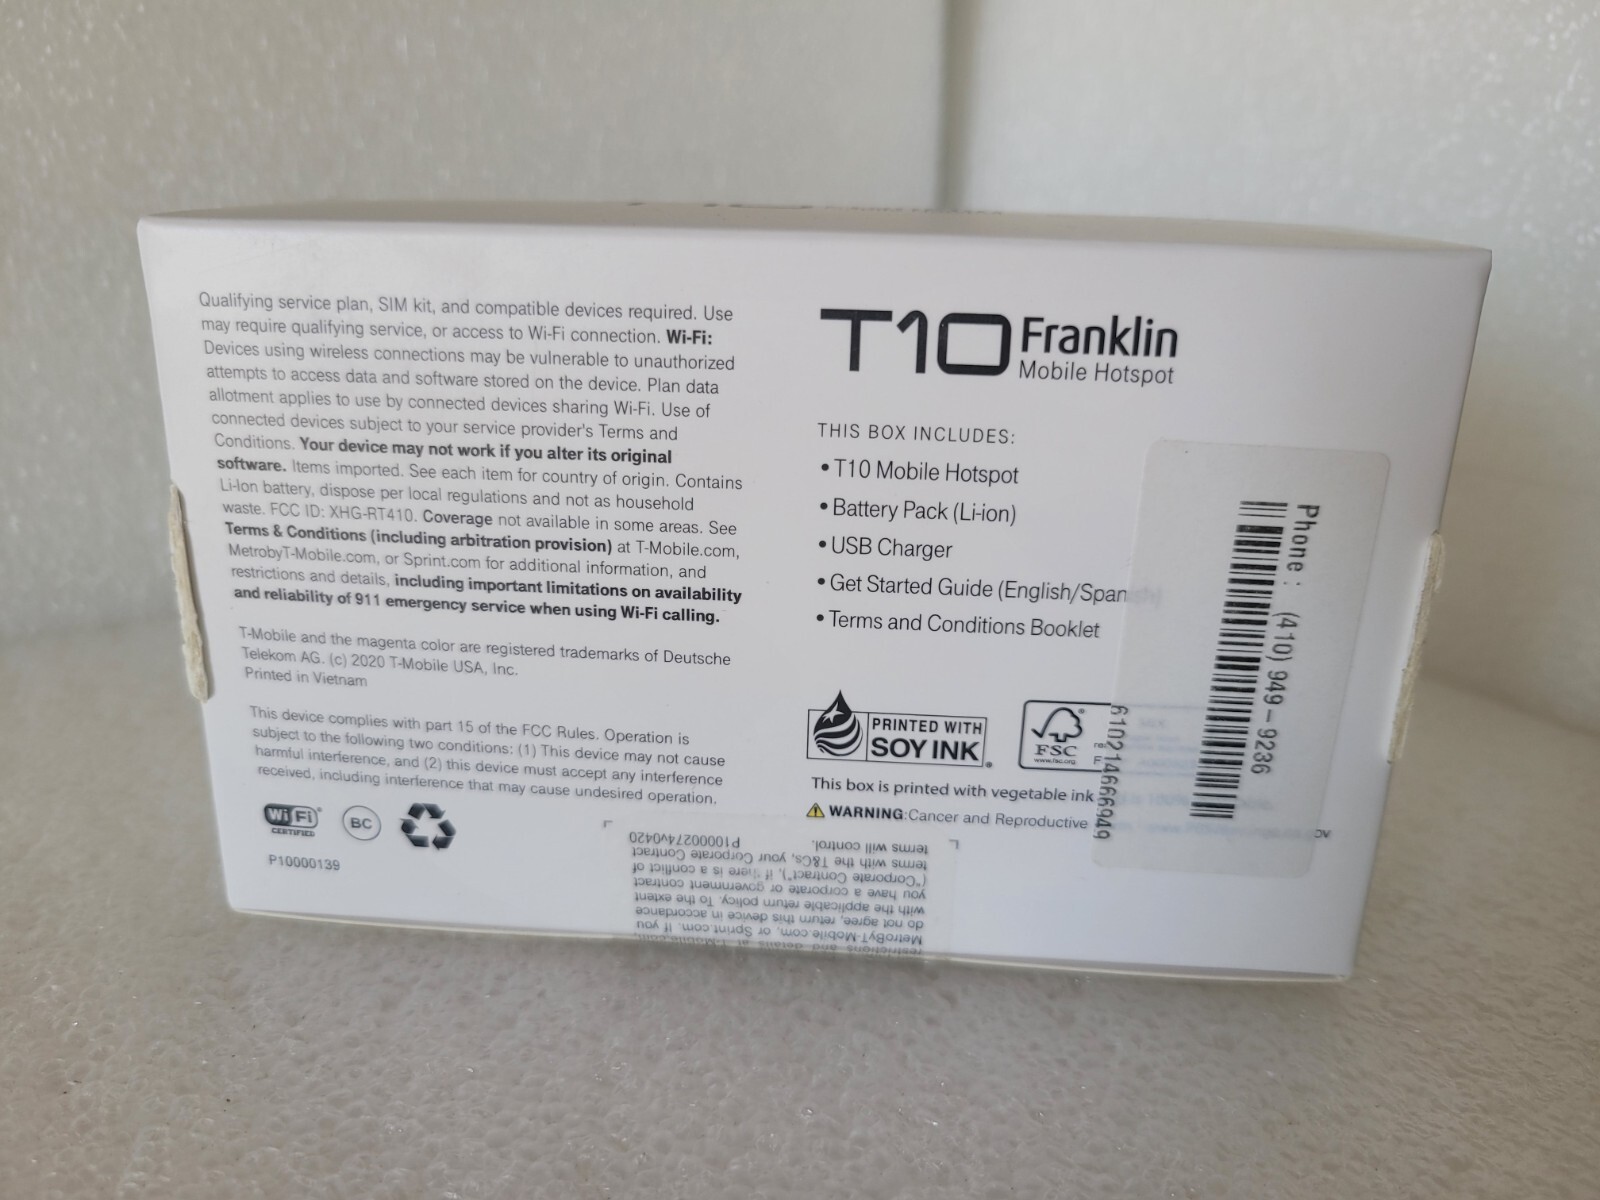 Qualifying service plan, SIM kit, and compatible devices required. Use
may require qualifying service, or access to Wi-Fi connection. Wi-Fi:
Devices using wireless connections may be vulnerable to unauthorized
attempts to access data and software stored on the device. Plan data
allotment applies to use by connected devices sharing Wi-Fi. Use of
connected devices subject to your service provider's Terms and
Conditions. Your device may not work if you alter its original
software. Items imported. See each item for country of origin. Contains
Li-Ion battery, dispose per local regulations and not as household
waste. FCC ID: XHG-RT410. Coverage not available in some areas. See
Terms & Conditions (including arbitration provision) at T-Mobile.com,
MetrobyT-Mobile.com, or Sprint.com for additional information, and
restrictions and details, including important limitations on availability
and reliability of 911 emergency service when using Wi-Fi calling.
T-Mobile and the magenta color are registered trademarks of Deutsche
Telekom AG. (c) 2020 T-Mobile USA, Inc.
Printed in Vietnam
This device complies with part 15 of the FCC Rules. Operation is
subject to the following two conditions: (1) This device may not cause
harmful interference, and (2) this device must accept any interference
received, including interference that may cause undesired operation.
Wi Fi
CERTIFIED
BC
P10000139
T10 Franklin
Mobile Hotspot
THIS BOX INCLUDES:
• T10 Mobile Hotspot
• Battery Pack (Li-ion)
• USB Charger
• Get Started Guide (English/Spanish)
• Terms and Conditions Booklet
PRINTED WITH
SOY INK
FSC
www.fsc.org
This box is printed with vegetable ink
WARNING:Cancer and Reproductive
Phone: (410) 949-9236
610214666949
restrictions and details at T-Mobile.com,
MetroByT-Mobile.com, or Sprint.com. If you
do not agree, return this device in accordance
with the applicable return policy. To the extent
you have a corporate or government contract
("Corporate Contract"), if there is a conflict of
terms with the T&Cs, your Corporate Contract
terms will control.
P10000274v0420